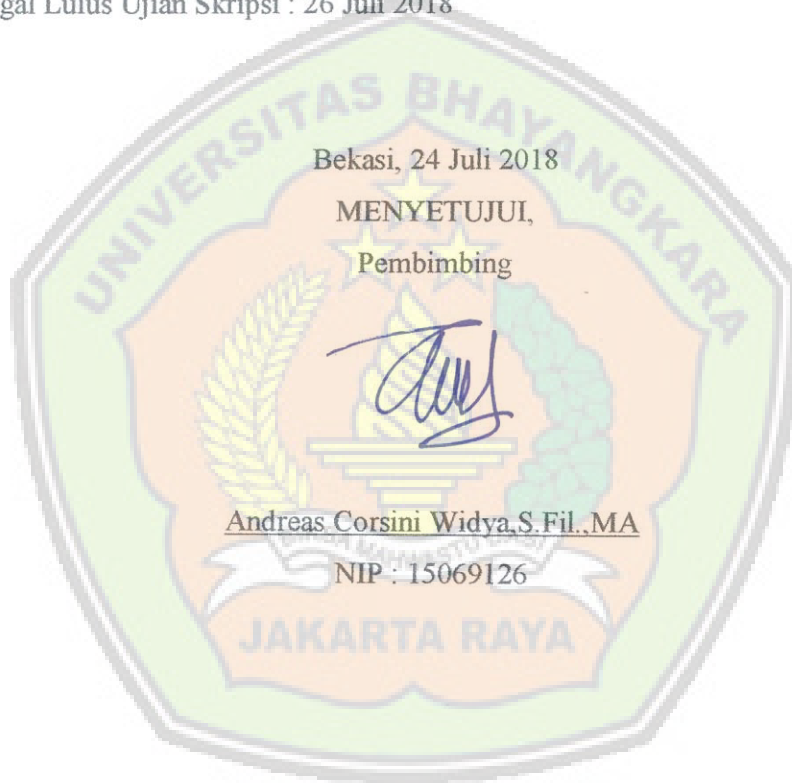 gal Lulus Ujian Skripsi : 26 Juli 2018
UNIVERSITAS BHAYANGKARA
Bekasi, 24 Juli 2018
MENYETUJUI,
Pembimbing
Andreas Corsini Widya,S.Fil.,MA
NIP : 15069126
JAKARTA RAYA